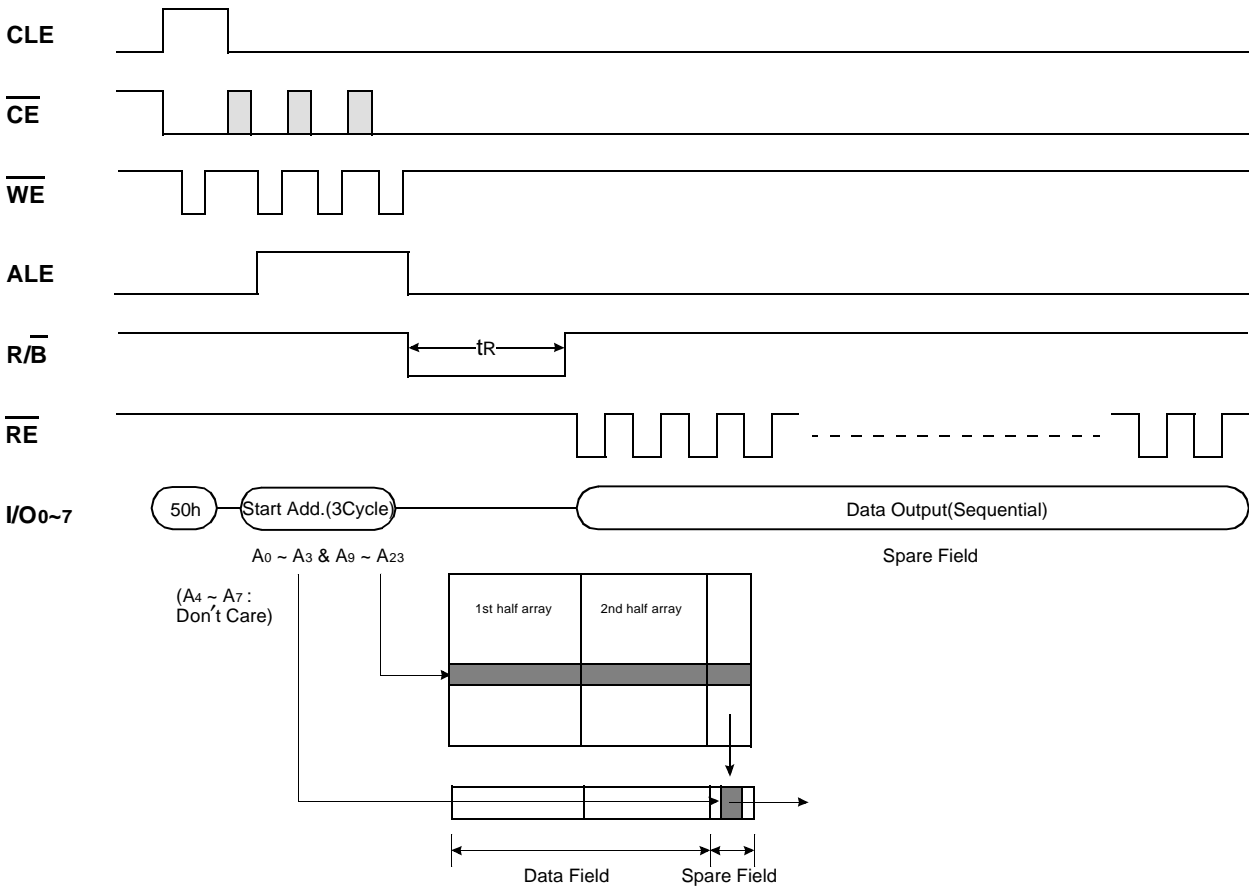 CLE
CE
WE
ALE
R/B
tR
RE
I/O0~7
50h
Start Add.(3Cycle)
Data Output(Sequential)
A0 ~ A3 & A9 ~ A23
Spare Field
(A4 ~ A7 :
Don't Care)
1st half array
2nd half array
Data Field
Spare Field